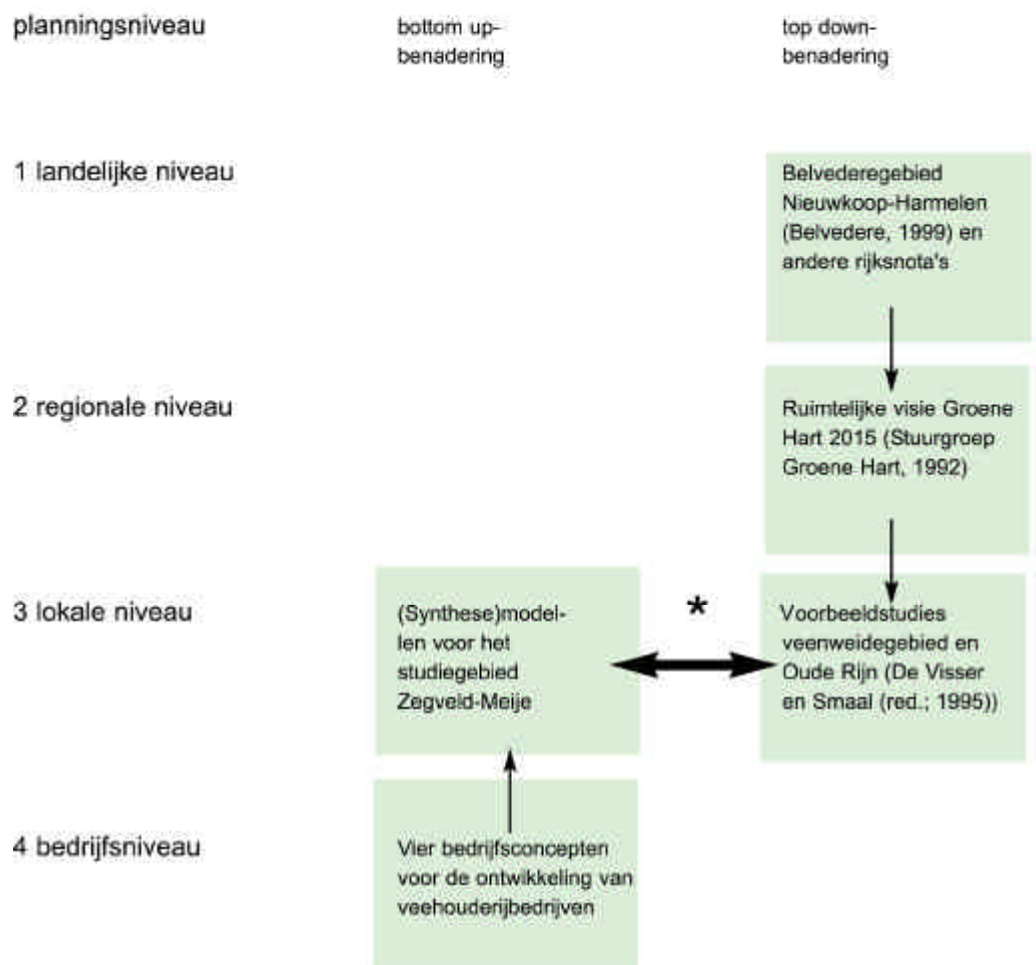 planningsniveau
bottom up-
benadering
top down-
benadering
1 landelijke niveau
Belvederegebied
Nieuwkoop-Harmelen
(Belvedere, 1999) en
andere rijksnota's
2 regionale niveau
Ruimtelijke visie Groene
Hart 2015 (Stuurgroep
Groene Hart, 1992)
3 lokale niveau
(Synthese)model-
len voor het
studiegebied
Zegveld-Meije
*
Voorbeeldstudies
veenweidegebied en
Oude Rijn (De Visser
en Smaal (red.; 1995))
4 bedrijfsniveau
Vier bedrijfsconcepten
voor de ontwikkeling van
veehouderijbedrijven